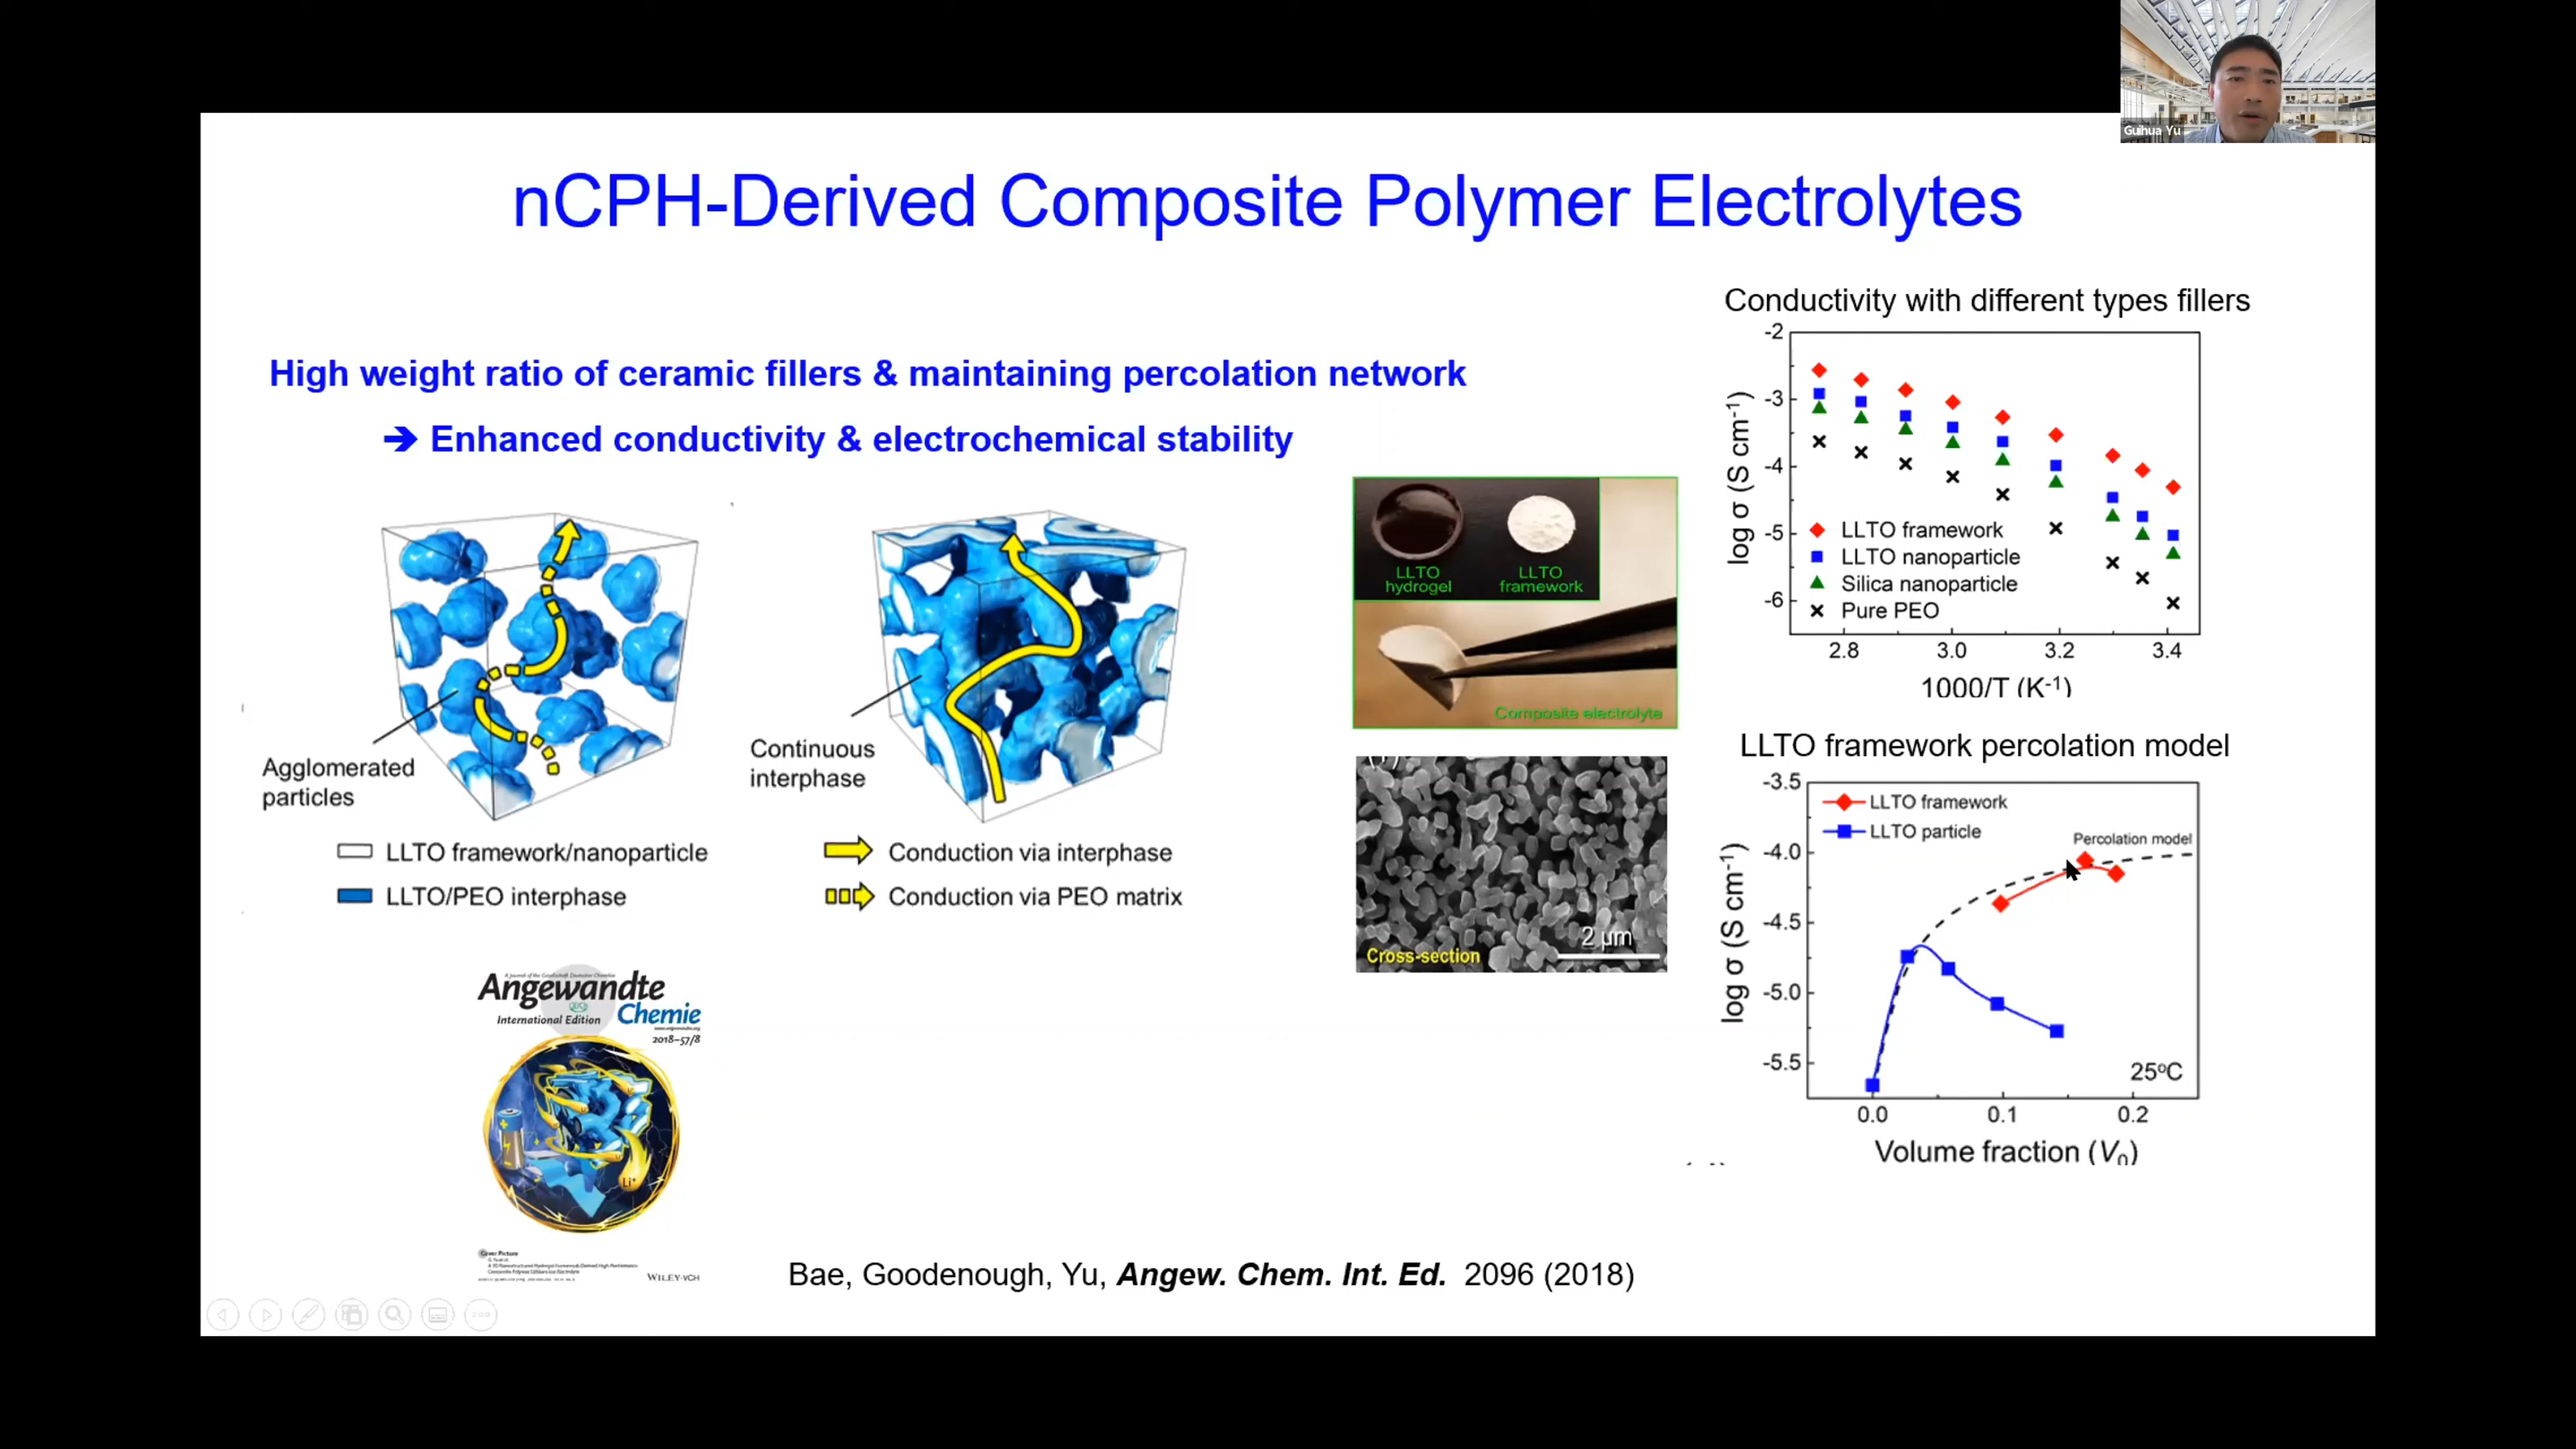 Guihua Yu
nCPH-Derived Composite Polymer Electrolytes
High weight ratio of ceramic fillers & maintaining percolation network
➔ Enhanced conductivity & electrochemical stability
Agglomerated
particles
Continuous
interphase
LLTO framework/nanoparticle
LLTO/PEO interphase
Conduction via interphase
Conduction via PEO matrix
LLTO
hydrogel
LLTO
framework
Composite electrolyte
Cross-section
2 µm
Conductivity with different types fillers
-2
-3
-4
-5
-6
log σ (S cm⁻¹)
LLTO framework
LLTO nanoparticle
Silica nanoparticle
Pure PEO
2.8 3.0 3.2 3.4
1000/T (K⁻¹)
LLTO framework percolation model
-3.5
-4.0
-4.5
-5.0
-5.5
log σ (S cm⁻¹)
LLTO framework
LLTO particle
Percolation model
25ºC
0.0 0.1 0.2
Volume fraction (V₀)
Angewandte
International Edition
Chemie
2018–57/8
Li⁺
Cover Picture
WILEY-VCH
Bae, Goodenough, Yu, Angew. Chem. Int. Ed. 2096 (2018)